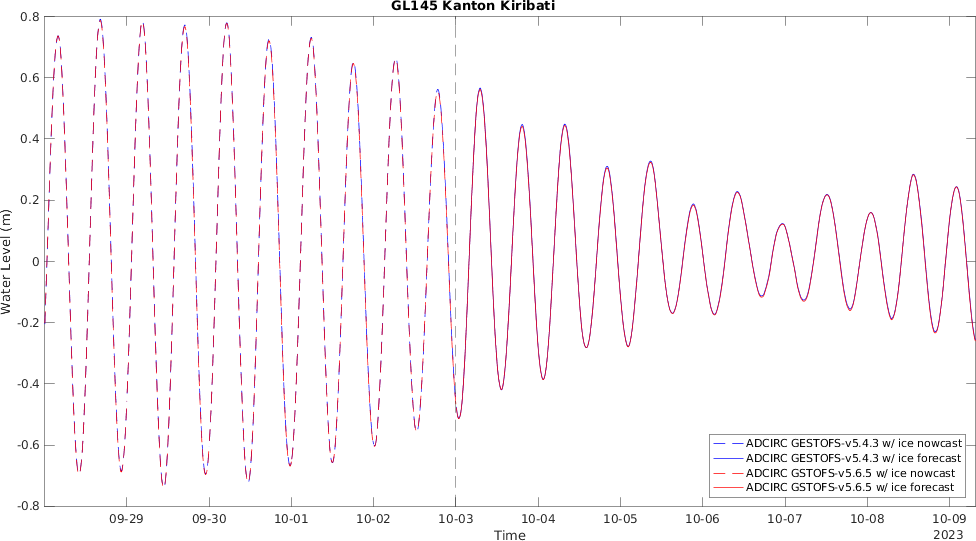 GL145 Kanton Kiribati
0.8
0.6
0.4
0.2
0
-0.2
-0.4
-0.6
-0.8
Water Level (m)
09-29 09-30 10-01 10-02 10-03 10-04 10-05 10-06 10-07 10-08 10-09
2023
Time
ADCIRC GESTOFS-v5.4.3 w/ ice nowcast
ADCIRC GESTOFS-v5.4.3 w/ ice forecast
ADCIRC GSTOFS-v5.6.5 w/ ice nowcast
ADCIRC GSTOFS-v5.6.5 w/ ice forecast